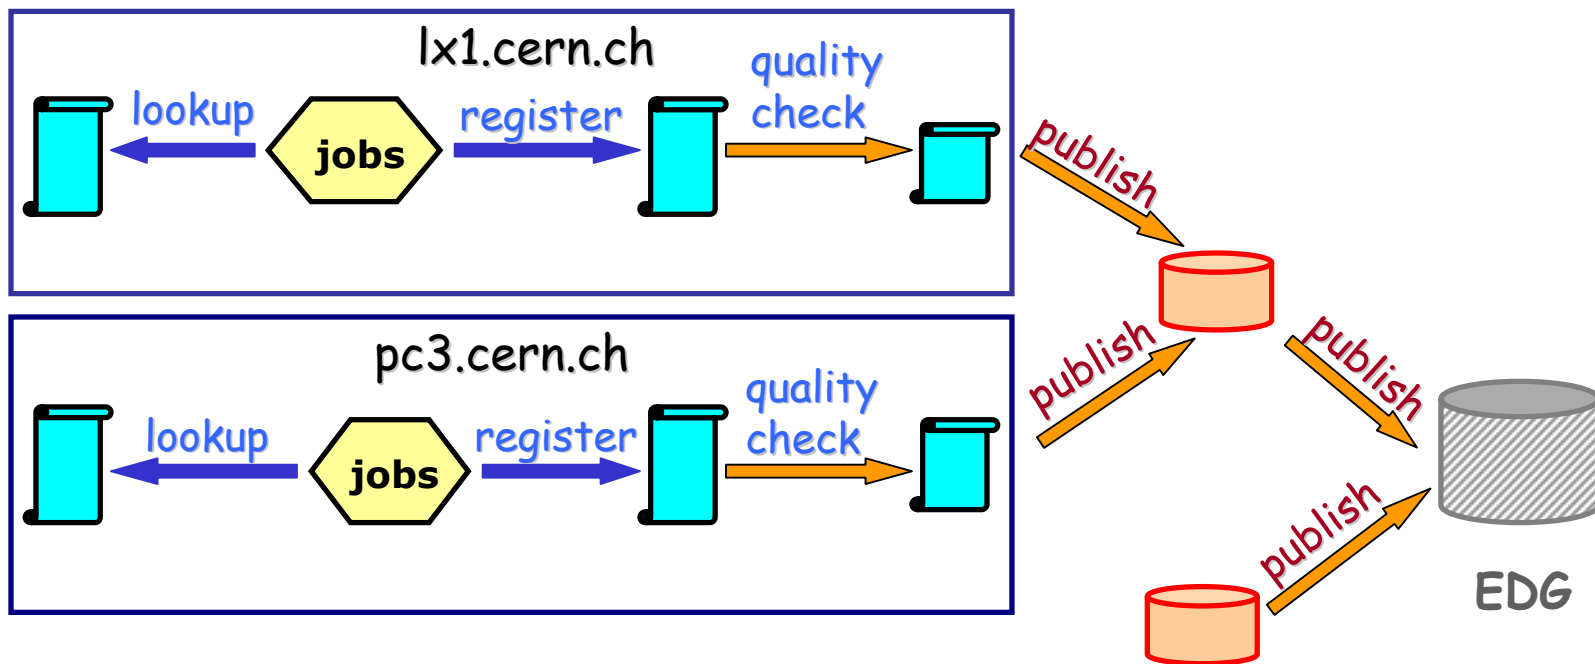 lx1.cern.ch
lookup
jobs
register
quality
check
publish
pc3.cern.ch
lookup
jobs
register
quality
check
publish
publish
publish
EDG